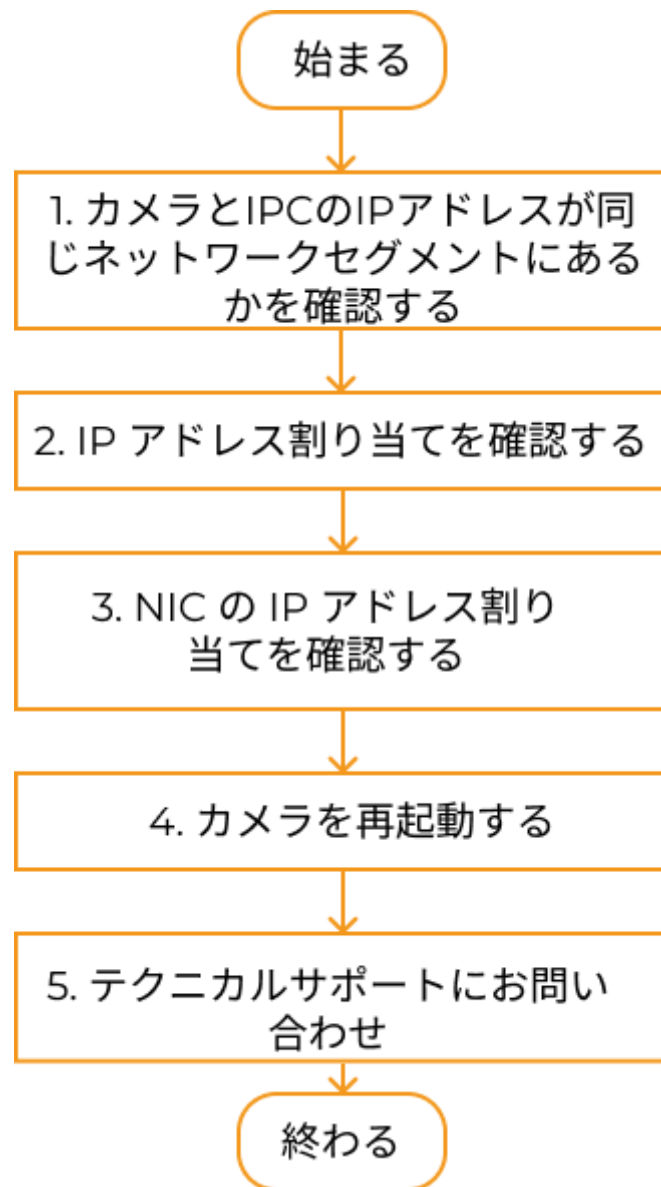 始まる
1. カメラとIPCのIPアドレスが同
じネットワークセグメントにある
かを確認する
2. IP アドレス割り当てを確認する
3. NIC の IP アドレス割り
当てを確認する
4. カメラを再起動する
5. テクニカルサポートにお問い
合わせ
終わる